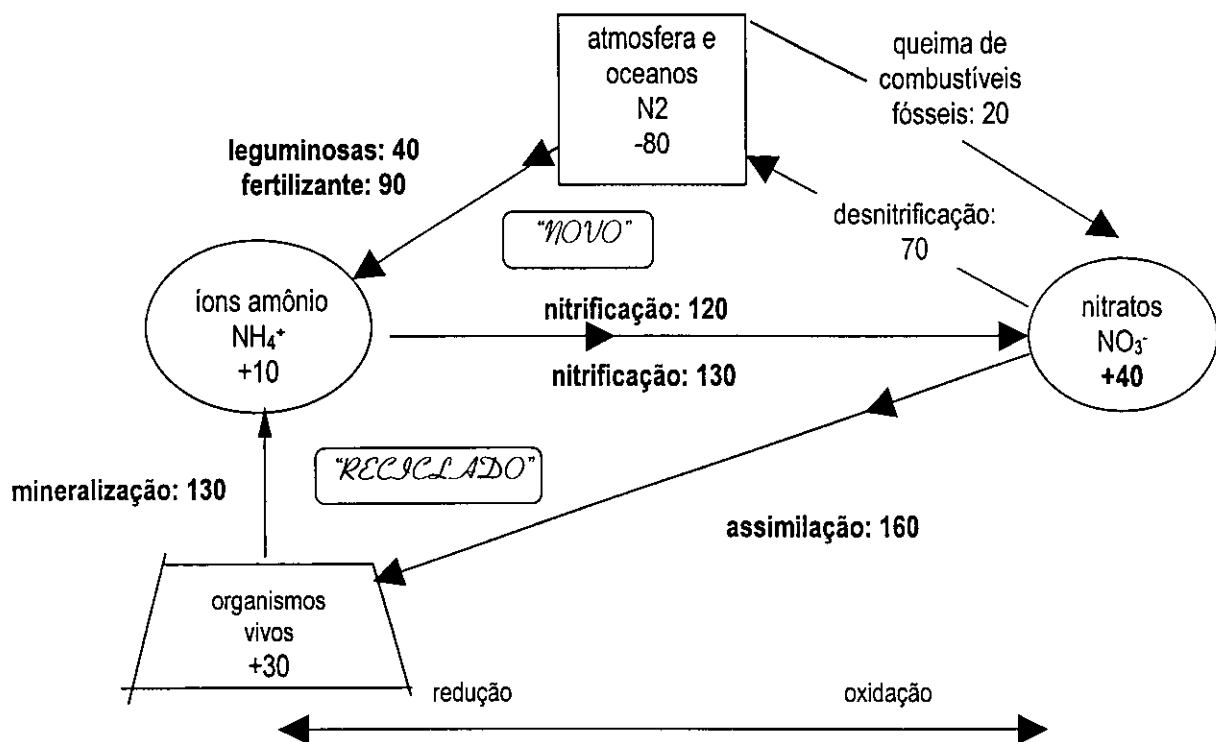 atmosfera e
oceanos
N2
-80
queima de
combustíveis
fósseis: 20
leguminosas: 40
fertilizante: 90
"NOVO"
desnitrificação:
70
íons amônio
NH₄⁺
+10
nitrificação: 120
nitrificação: 130
nitratos
NO₃⁻
+40
"RECICLADO"
mineralização: 130
assimilação: 160
organismos
vivos
+30
redução
oxidação